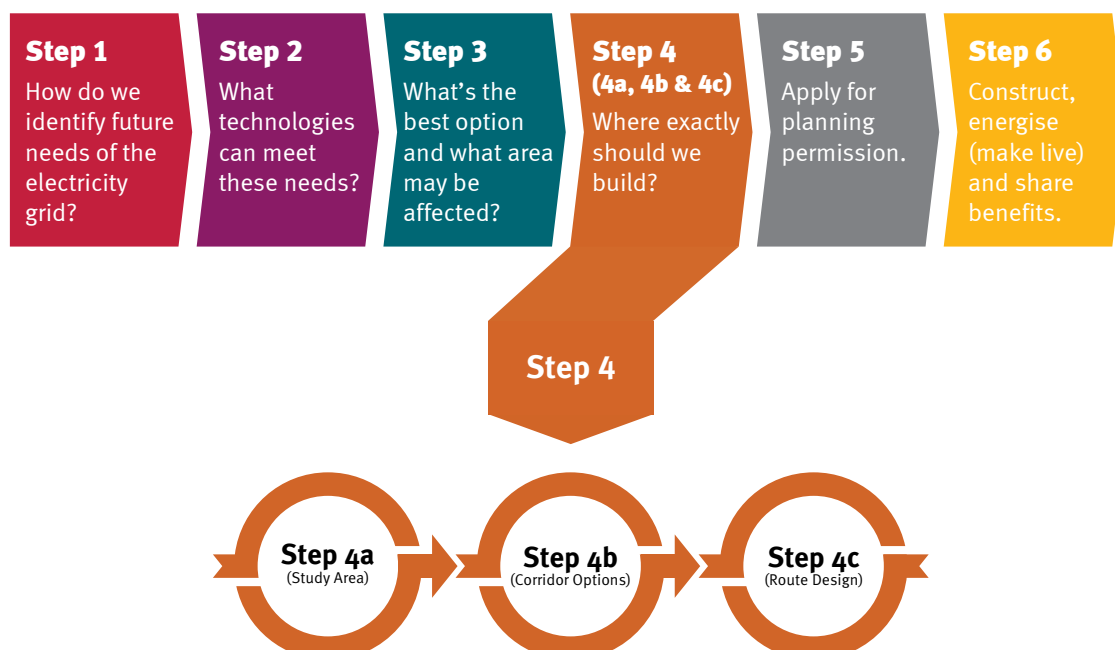 Step 1
How do we
identify future
needs of the
electricity
grid?
Step 2
What
technologies
can meet
these needs?
Step 3
What’s the
best option
and what area
may be
affected?
Step 4
(4a, 4b & 4c)
Where exactly
should we
build?
Step 5
Apply for
planning
permission.
Step 6
Construct,
energise
(make live)
and share
benefits.
Step 4
Step 4a
(Study Area)
Step 4b
(Corridor Options)
Step 4c
(Route Design)